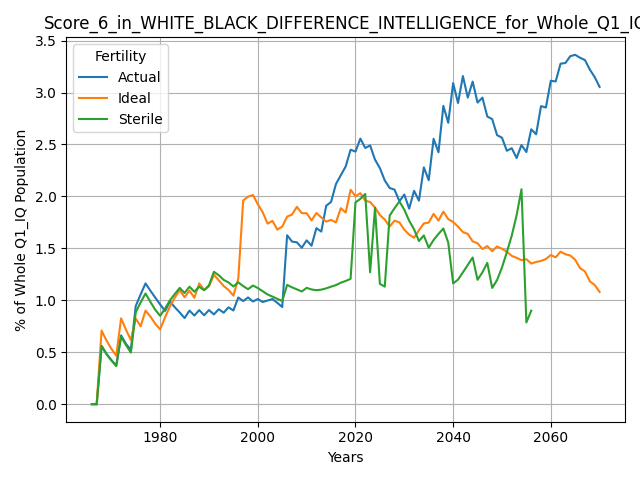 Score_6_in_WHITE_BLACK_DIFFERENCE_INTELLIGENCE_for_Whole_Q1_IQ
Fertility
Actual
Ideal
Sterile
% of Whole Q1_IQ Population
3.5
3.0
2.5
2.0
1.5
1.0
0.5
0.0
1980 2000 2020 2040 2060
Years